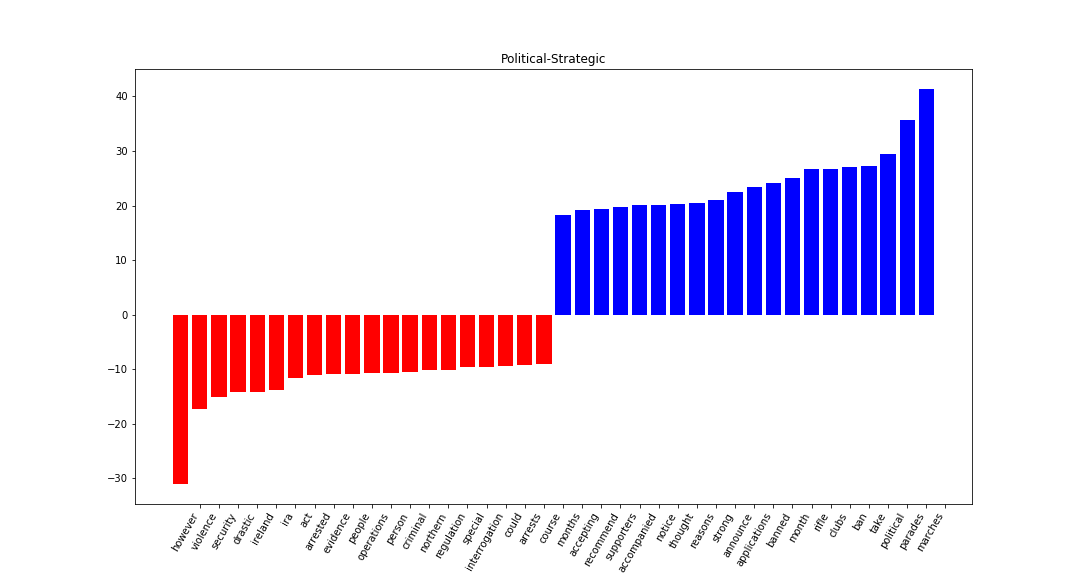 Political-Strategic
40
30
20
10
0
−10
−20
−30
however
violence
security
drastic
ireland
ira
act
arrested
evidence
people
operations
person
criminal
northern
regulation
special
interrogation
could
arrests
course
months
accepting
recommend
supporters
accompanied
notice
thought
reasons
strong
announce
applications
banned
month
rifle
clubs
ban
take
political
parades
marches